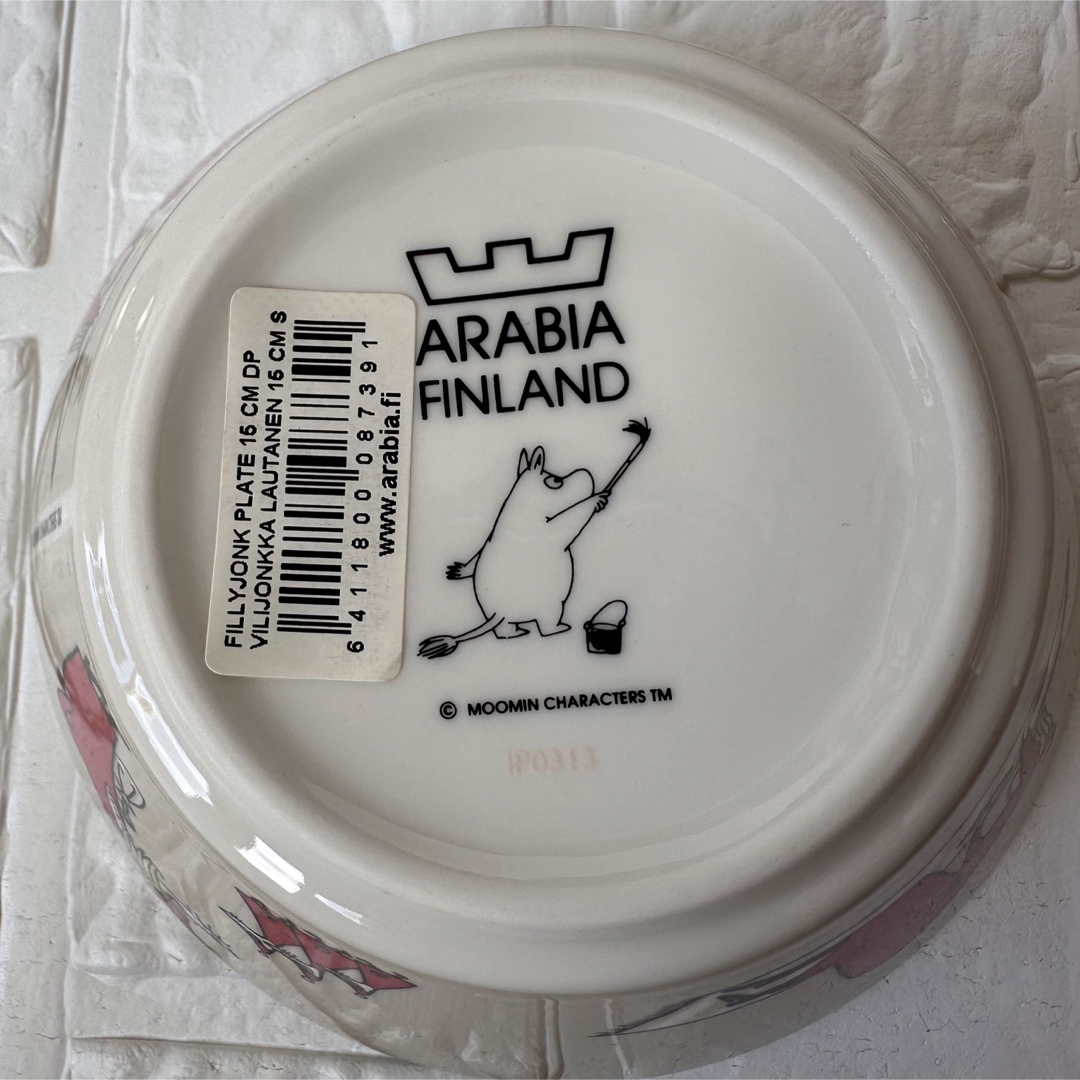 ARABIA
FINLAND
FILLYJONK PLATE 15 CM DP
VILIJONKKA LAUTANEN 15 CM S
6 411800 087391
www.arabia.fi
© MOOMIN CHARACTERS TM
IP0313